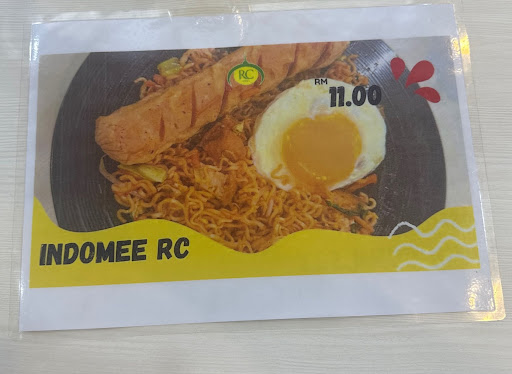 RC
RM
11.00
INDOMEE RC